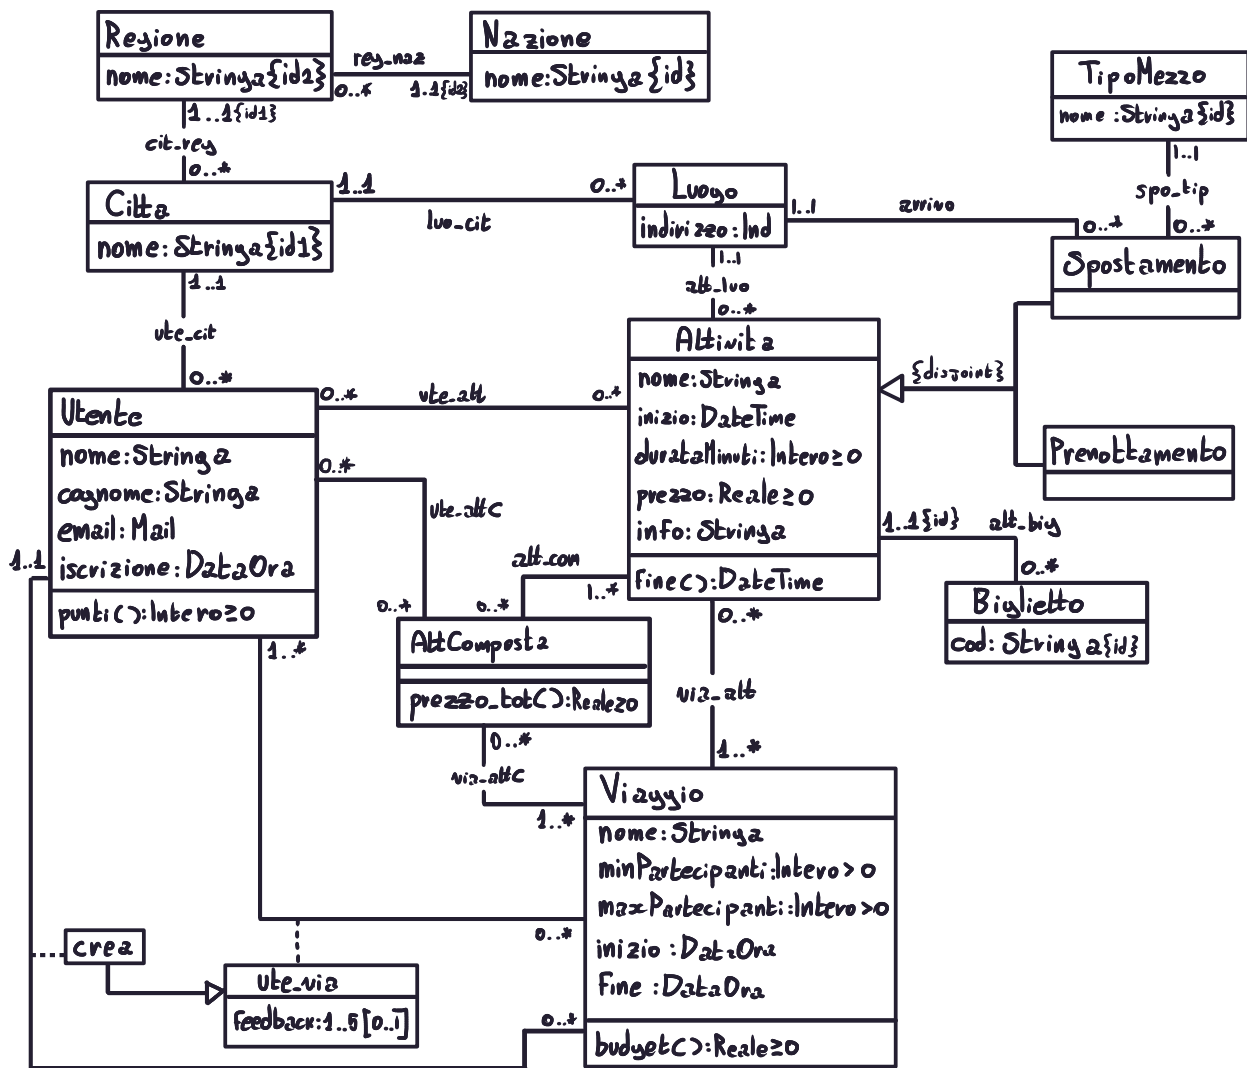 Regione
nome:Stringa{id1}
reg_naz
0..*
1..1{id2}
Nazione
nome:Stringa{id}
TipoMezzo
nome:Stringa{id}
1..1
spo_tip
0..*
1..1{id1}
cit_reg
0..*
Citta
nome:Stringa{id1}
1..1
luo_cit
0..*
Luogo
indirizzo:Ind
1..1
arrivo
0..*
Spostamento
1..1
att_luo
0..*
1..1
ute_cit
0..*
Attivita
nome:Stringa
inizio:DateTime
durataMinuti:Intero≥0
prezzo:Reale≥0
info:Stringa
fine():DateTime
{disjoint}
Prenottamento
Utente
nome:Stringa
cognome:Stringa
email:Mail
iscrizione:DataOra
punti():Intero≥0
0..*
ute_att
0..*
0..*
ute_attC
0..*
att_com
1..*
0..*
1..1{id}
att_big
0..*
Biglietto
cod:Stringa{id}
1..1
1..*
AttComposta
prezzo_tot():Reale≥0
0..*
via_att
1..*
0..*
via_attC
1..*
Viaggio
nome:Stringa
minPartecipanti:Intero>0
maxPartecipanti:Intero>0
inizio:DataOra
fine:DataOra
budget():Reale≥0
0..*
crea
ute_via
feedback:1..5[0..1]
0..*